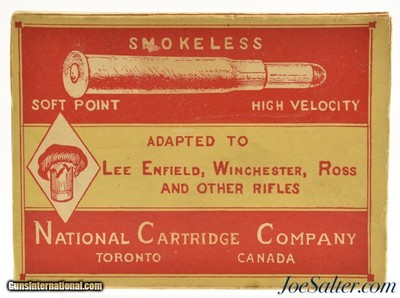 SMOKELESS
SOFT POINT HIGH VELOCITY
ADAPTED TO
LEE ENFIELD, WINCHESTER, ROSS
AND OTHER RIFLES
NATIONAL CARTRIDGE COMPANY
TORONTO CANADA
GunsInternational.com
JoeSalter.com